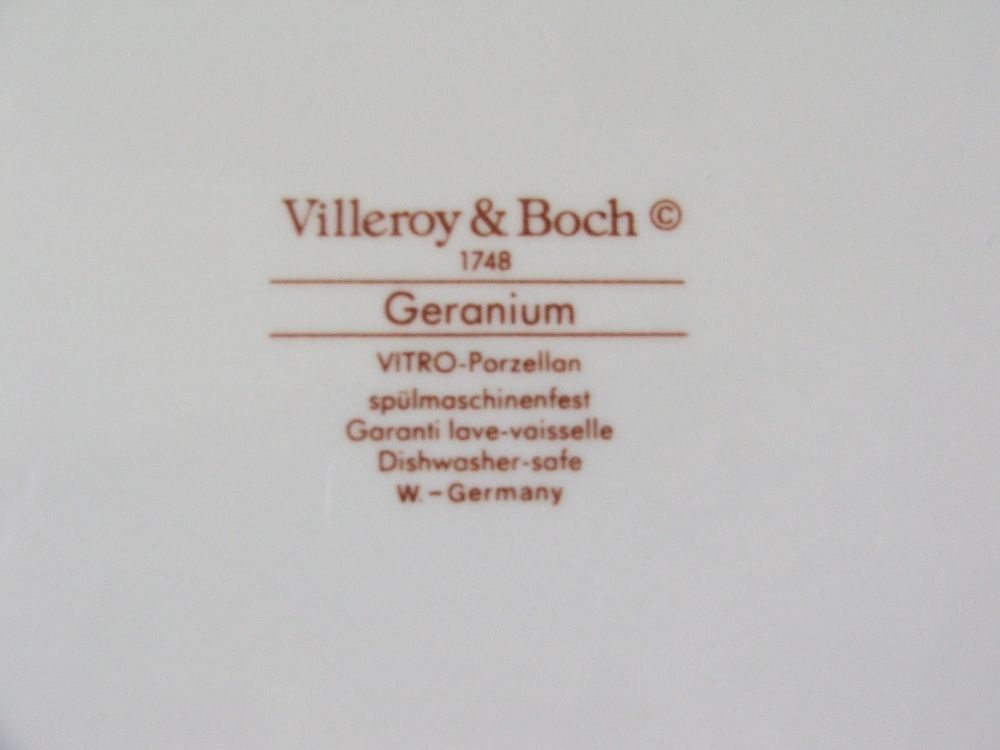 Villeroy & Boch ©
1748
Geranium
VITRO-Porzellan
spülmaschinenfest
Garanti lave-vaisselle
Dishwasher-safe
W.-Germany